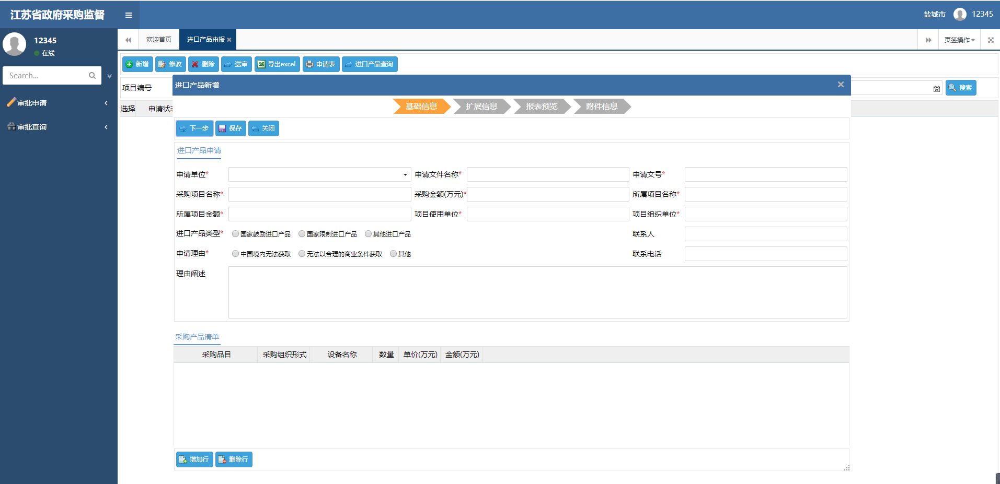 江苏省政府采购监督
盐城市 12345
12345
在线
Search...
审批申请
审批查询
欢迎首页 进口产品申报 页签操作
新增 修改 删除 送审 导出excel 申请表 进口产品查询
项目编号 搜索
选择 申请状
进口产品新增
基础信息 扩展信息 报表预览 附件信息
下一步 保存 关闭
进口产品申请
申请单位* 申请文件名称* 申请文号*
采购项目名称* 采购金额(万元)* 所属项目名称*
所属项目金额* 项目使用单位* 项目组织单位*
进口产品类型* 国家鼓励进口产品 国家限制进口产品 其他进口产品 联系人
申请理由* 中国境内无法获取 无法以合理的商业条件获取 其他 联系电话
理由阐述
采购产品清单
采购品目 采购组织形式 设备名称 数量 单价(万元) 金额(万元)
增加行 删除行